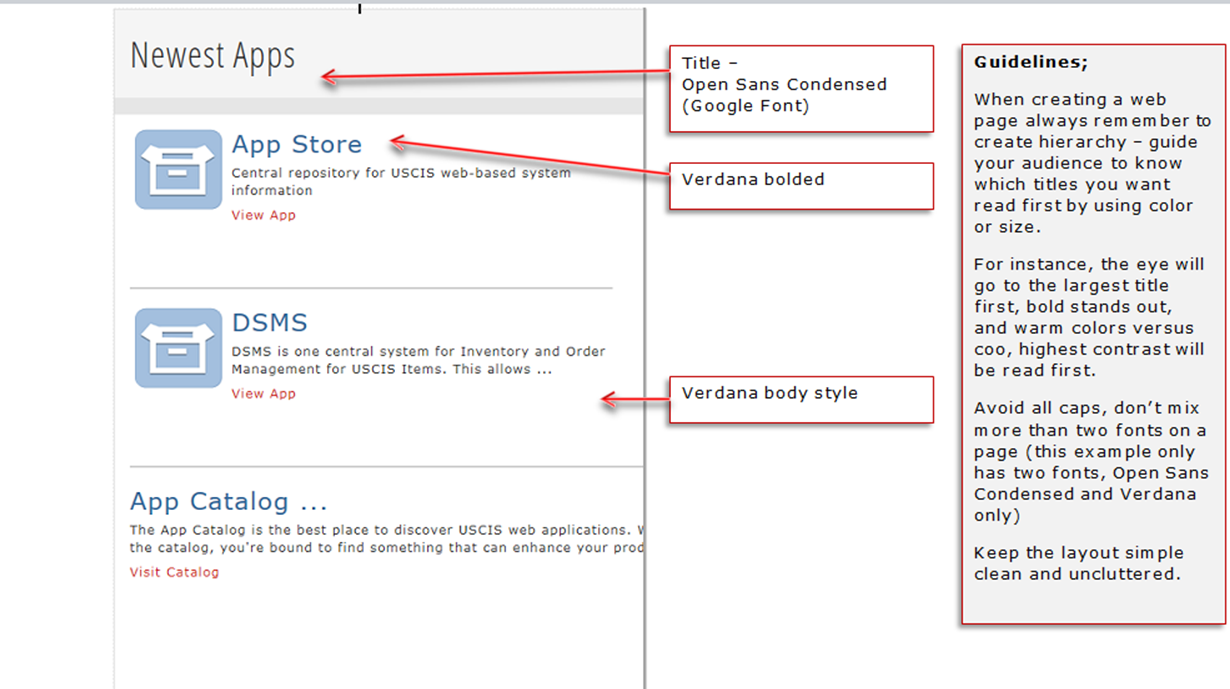 Newest Apps
App Store
Central repository for USCIS web-based system
information
View App
DSMS
DSMS is one central system for Inventory and Order
Management for USCIS Items. This allows ...
View App
App Catalog ...
The App Catalog is the best place to discover USCIS web applications.
the catalog, you're bound to find something that can enhance your
Visit Catalog
Title –
Open Sans Condensed
(Google Font)
Verdana bolded
Verdana body style
Guidelines;
When creating a web
page always remember to
create hierarchy – guide
your audience to know
which titles you want
read first by using color
or size.
For instance, the eye will
go to the largest title
first, bold stands out,
and warm colors versus
coo, highest contrast will
be read first.
Avoid all caps, don’t mix
more than two fonts on a
page (this example only
has two fonts, Open Sans
Condensed and Verdana
only)
Keep the layout simple
clean and uncluttered.